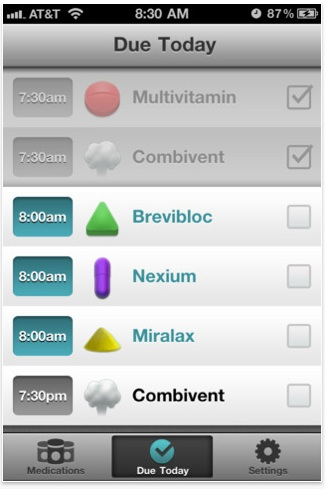 AT&T 8:30 AM 87%
Due Today
7:30am Multivitamin
7:30am Combivent
8:00am Brevibloc
8:00am Nexium
8:00am Miralax
7:30pm Combivent
Medications Due Today Settings